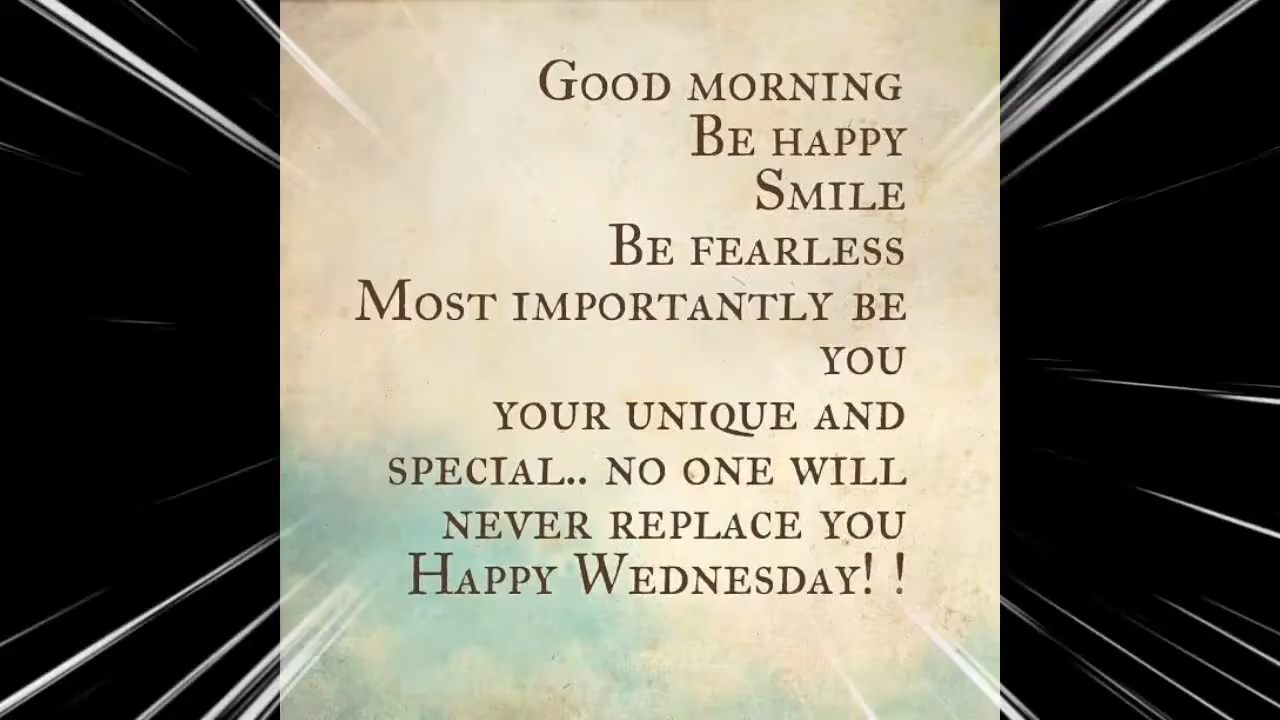 Good morning
Be happy
Smile
Be fearless
Most importantly be
you
your unique and
special.. no one will
never replace you
Happy Wednesday! !